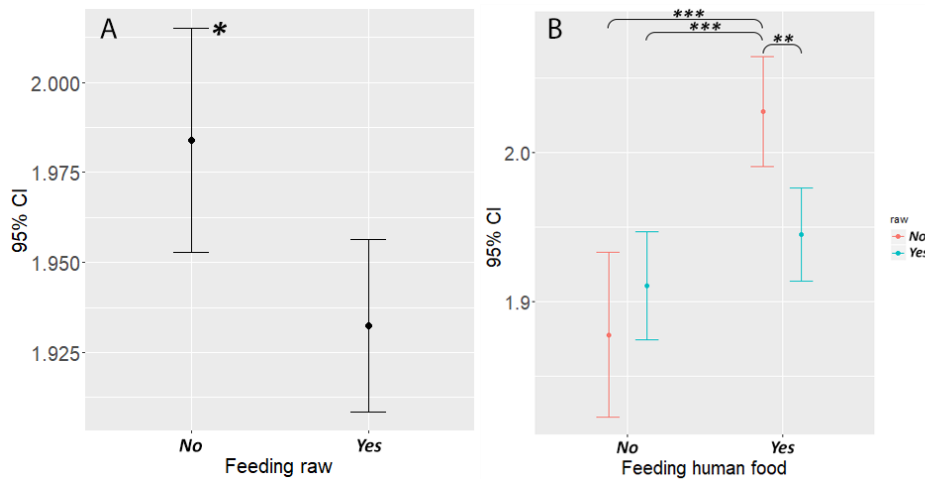 A
*
2.000
1.975
1.950
1.925
95% CI
No Yes
Feeding raw
B
***
***
**
2.0
1.9
95% CI
No Yes
Feeding human food
raw
No
Yes